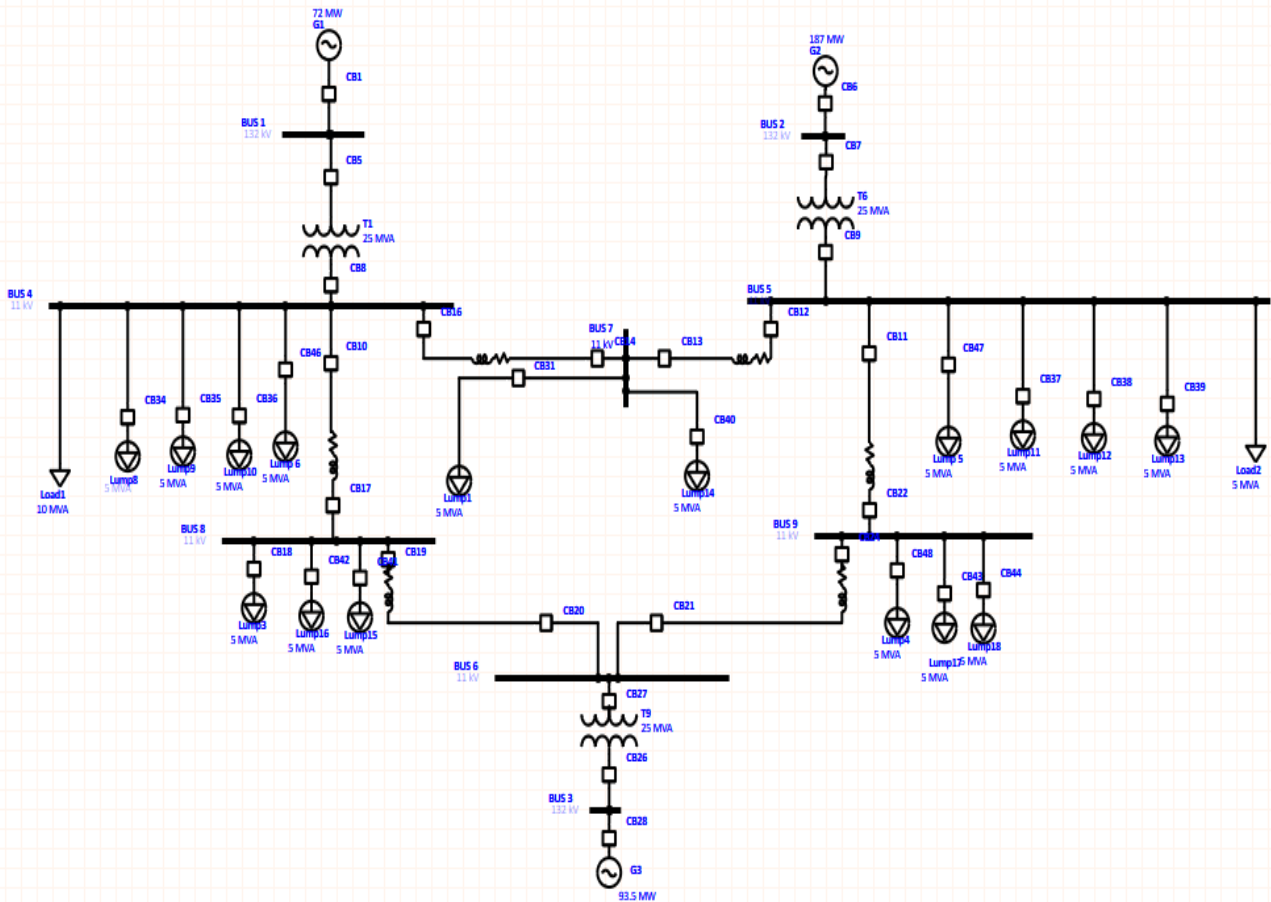 72 MW
G1
CB1
BUS 1
132 kV
CB5
T1
25 MVA
CB8
187 MW
G2
CB6
BUS 2
132 kV
CB7
T6
25 MVA
CB9
BUS 4
11 kV
CB16
BUS 5
CB12
BUS 7
11 kV
CB14
CB13
CB31
CB40
CB46
CB10
CB34
CB35
CB36
CB11
CB47
CB37
CB38
CB39
Load1
10 MVA
Lump8
5 MVA
Lump9
5 MVA
Lump10
5 MVA
Lump 6
5 MVA
CB17
Lump1
5 MVA
Lump14
5 MVA
Lump 5
5 MVA
Lump11
5 MVA
Lump12
5 MVA
Lump13
5 MVA
Load2
5 MVA
CB22
BUS 8
11 kV
CB18
CB42
CB41
CB19
Lump3
5 MVA
Lump16
5 MVA
Lump15
5 MVA
BUS 9
11 kV
CB48
CB43
CB44
Lump4
5 MVA
Lump17
5 MVA
Lump18
5 MVA
CB20
CB21
BUS 6
11 kV
CB27
T9
25 MVA
CB26
BUS 3
132 kV
CB28
G3
93.5 MW